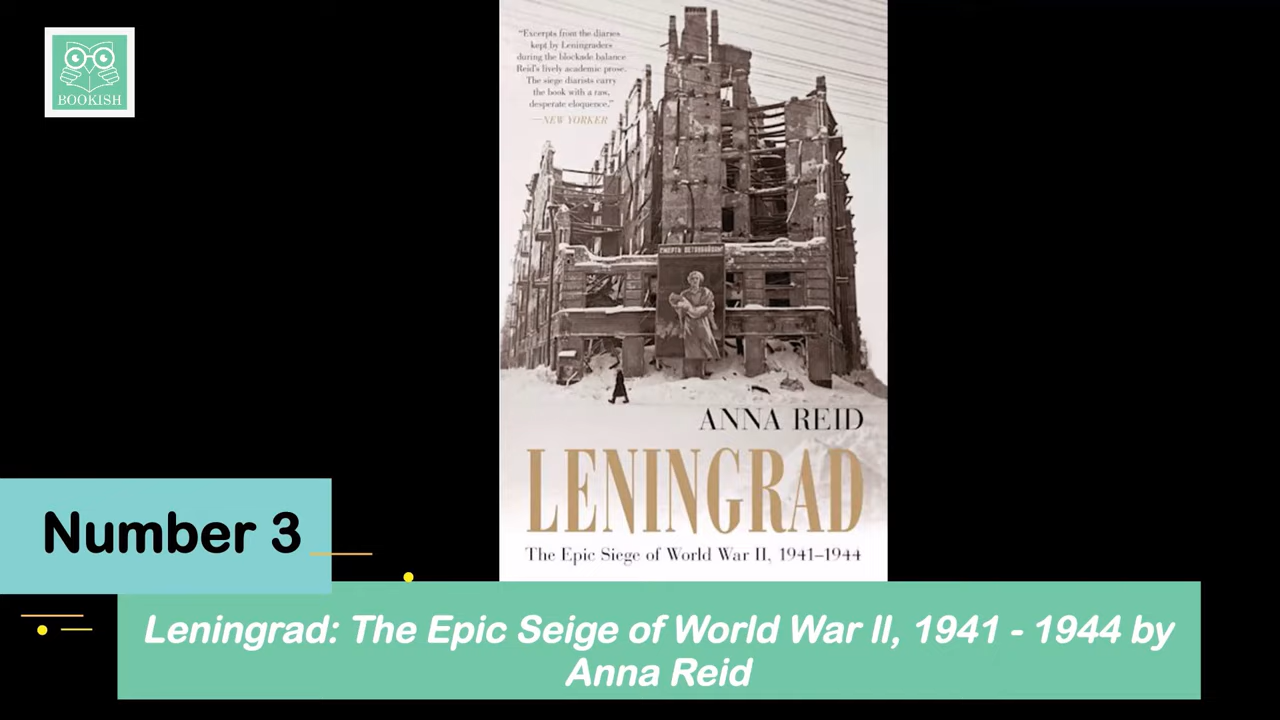 BOOKISH
“Excerpts from the diaries
kept by Leningraders
during the blockade balance
Reid's lively academic prose.
The siege diarists carry
the book with a raw,
desperate eloquence.”
—NEW YORKER
СМЕРТЬ ДЕТОУБИЙЦАМ
ANNA REID
LENINGRAD
The Epic Siege of World War II, 1941–1944
Number 3
Leningrad: The Epic Seige of World War II, 1941 - 1944 by
Anna Reid